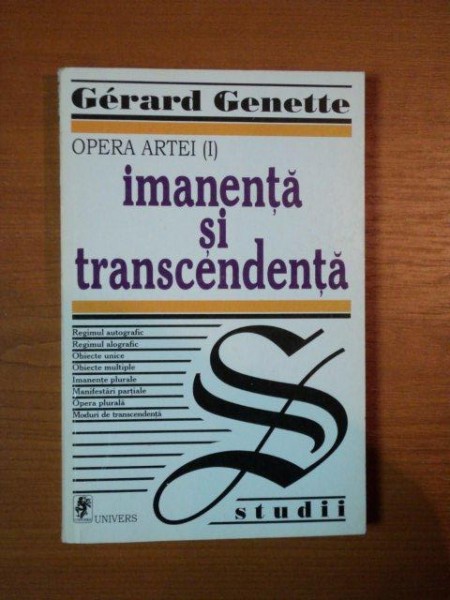 Gérard Genette
OPERA ARTEI (I)
imanență
și
transcendență
Regimul autografic
Regimul alografic
Obiecte unice
Obiecte multiple
Imanențe plurale
Manifestări parțiale
Opera plurală
Moduri de transcendență
S
studii
UNIVERS